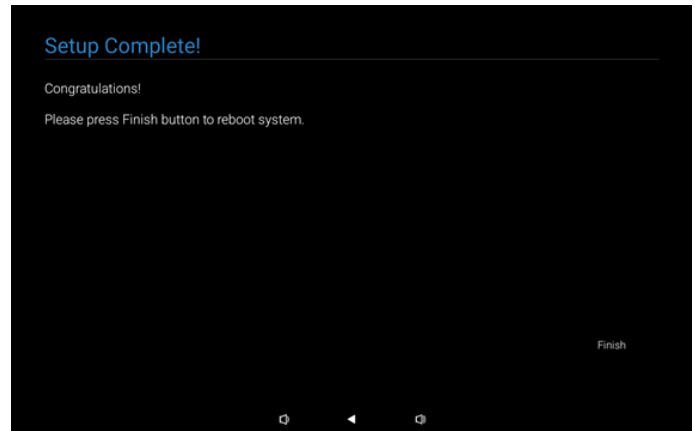 Setup Complete!
Congratulations!
Please press Finish button to reboot system.
Finish